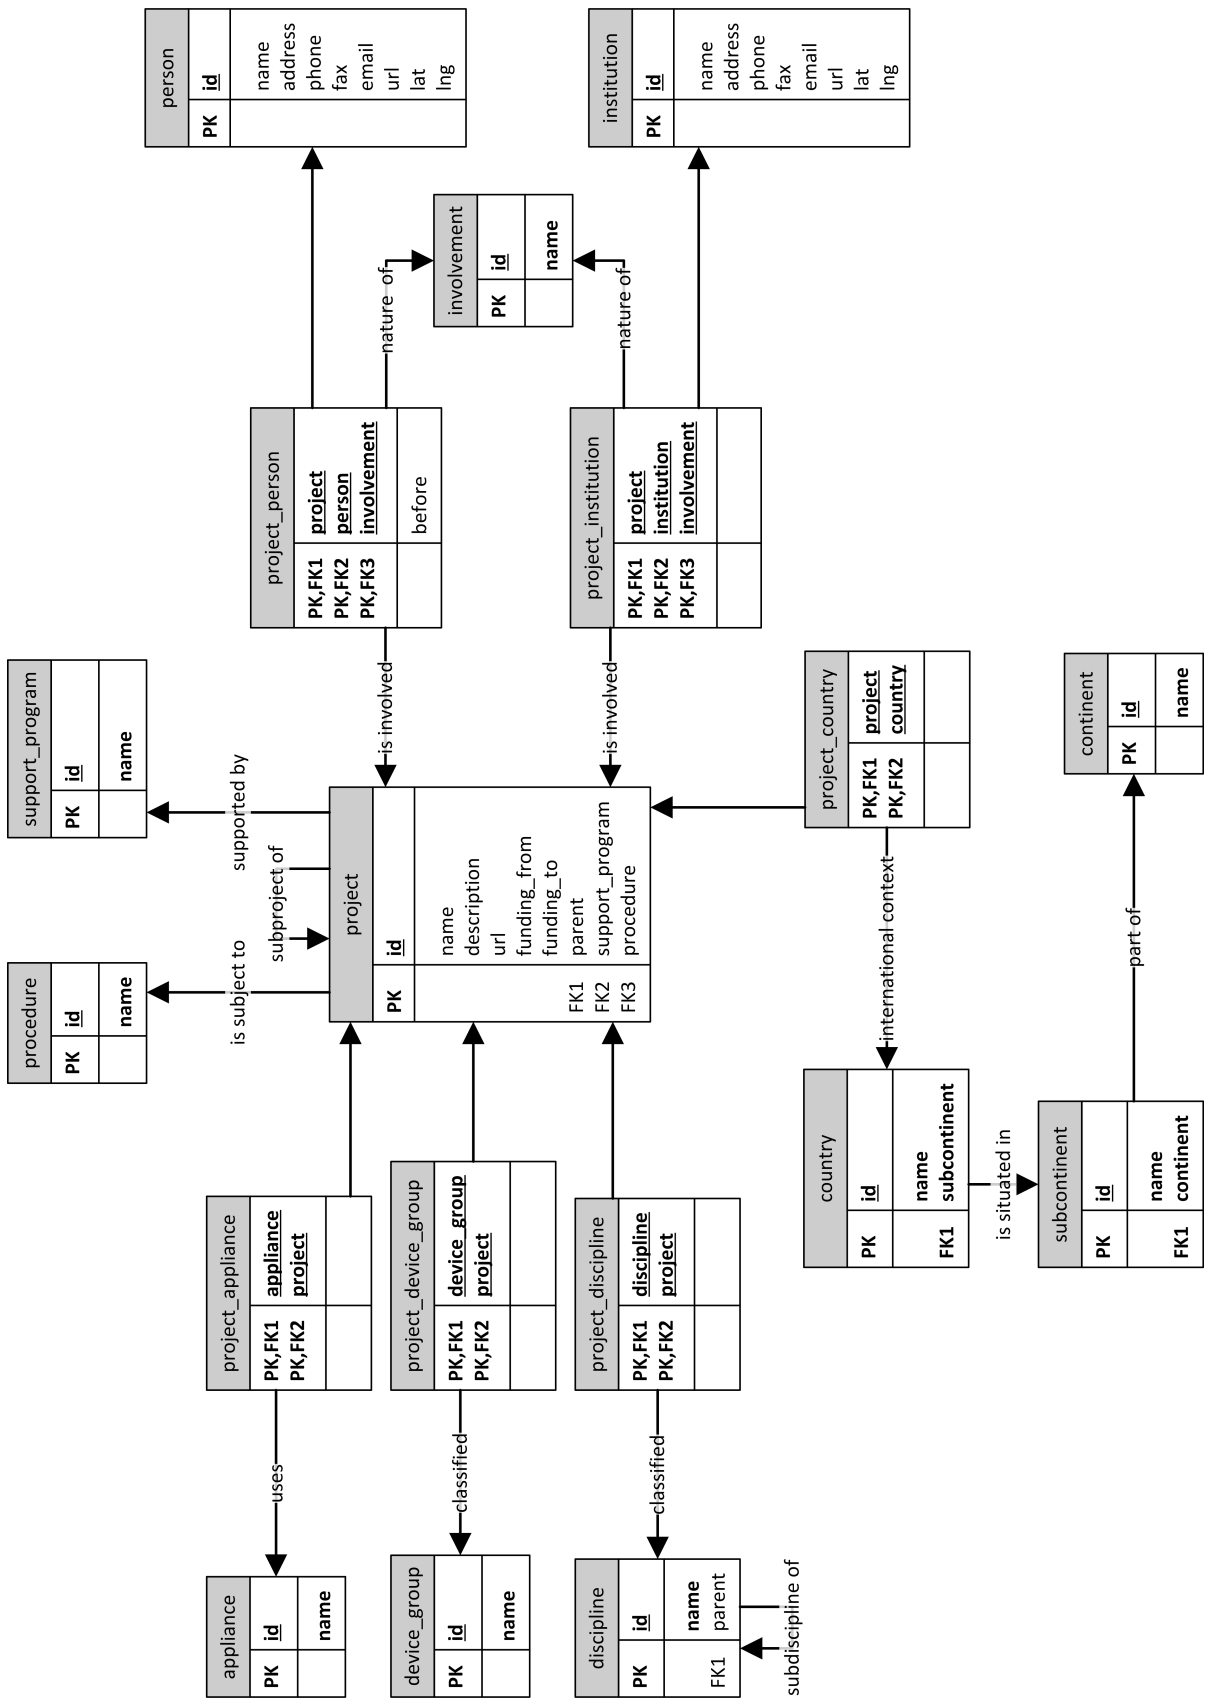 person
PK id
name
address
phone
fax
email
url
lat
lng
institution
PK id
name
address
phone
fax
email
url
lat
lng
involvement
PK id
name
nature of
nature of
project_person
PK,FK1 project
PK,FK2 person
PK,FK3 involvement
before
project_institution
PK,FK1 project
PK,FK2 institution
PK,FK3 involvement
is involved
is involved
support_program
PK id
name
supported by
subproject of
procedure
PK id
name
is subject to
project
PK id
name
description
url
funding_from
funding_to
FK1 parent
FK2 support_program
FK3 procedure
project_country
PK,FK1 project
PK,FK2 country
international context
continent
PK id
name
part of
country
PK id
name
FK1 subcontinent
is situated in
subcontinent
PK id
name
FK1 continent
project_appliance
PK,FK1 appliance
PK,FK2 project
project_device_group
PK,FK1 device_group
PK,FK2 project
project_discipline
PK,FK1 discipline
PK,FK2 project
uses
classified
classified
appliance
PK id
name
device_group
PK id
name
discipline
PK id
name
FK1 parent
subdiscipline of